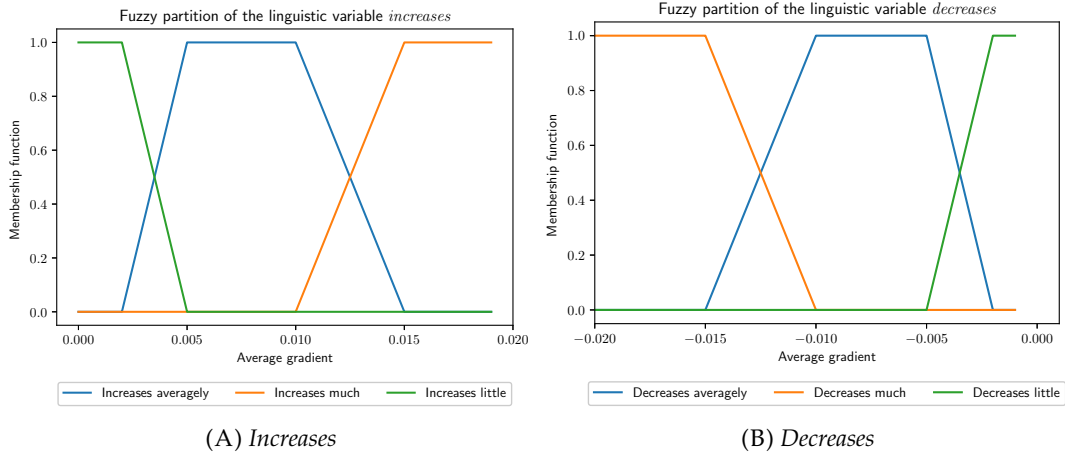 Fuzzy partition of the linguistic variable increases
Membership function
1.0
0.8
0.6
0.4
0.2
0.0
0.000 0.005 0.010 0.015 0.020
Average gradient
Increases averagely Increases much Increases little
(A) Increases
Fuzzy partition of the linguistic variable decreases
Membership function
1.0
0.8
0.6
0.4
0.2
0.0
−0.020 −0.015 −0.010 −0.005 0.000
Average gradient
Decreases averagely Decreases much Decreases little
(B) Decreases